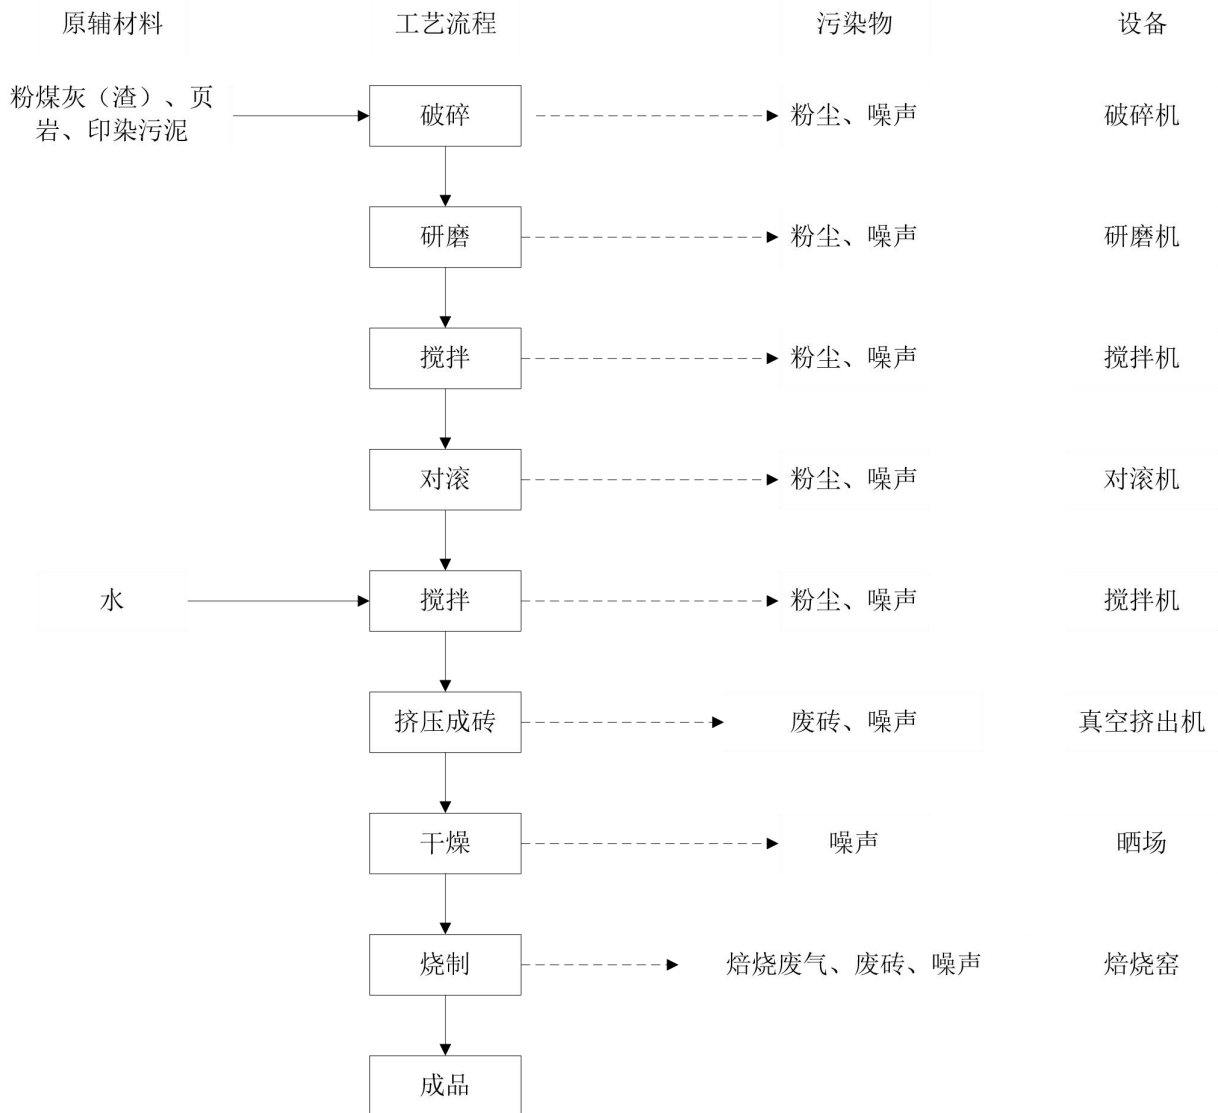 原辅材料 工艺流程 污染物 设备
粉煤灰（渣）、页
岩、印染污泥
破碎 粉尘、噪声 破碎机
研磨 粉尘、噪声 研磨机
搅拌 粉尘、噪声 搅拌机
对滚 粉尘、噪声 对滚机
水 搅拌 粉尘、噪声 搅拌机
挤压成砖 废砖、噪声 真空挤出机
干燥 噪声 晒场
烧制 焙烧废气、废砖、噪声 焙烧窑
成品